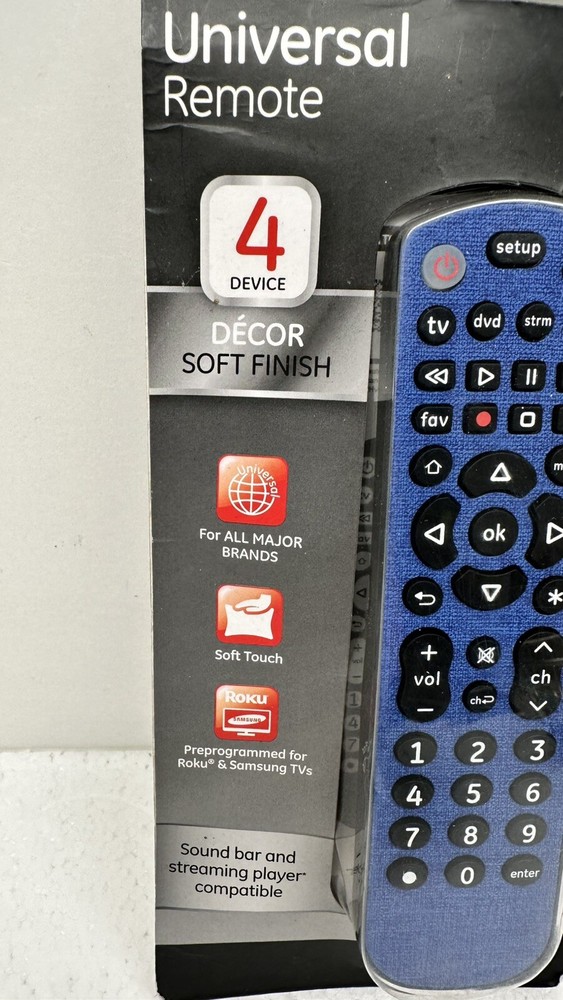 Universal
Remote
4
DEVICE
DÉCOR
SOFT FINISH
Universal
For ALL MAJOR
BRANDS
Soft Touch
Roku
SAMSUNG
Preprogrammed for
Roku® & Samsung TVs
Sound bar and
streaming player*
compatible
setup
tv dvd strm
fav
m
ok
+
vol
−
ch
ch
1 2 3
4 5 6
7 8 9
0 enter